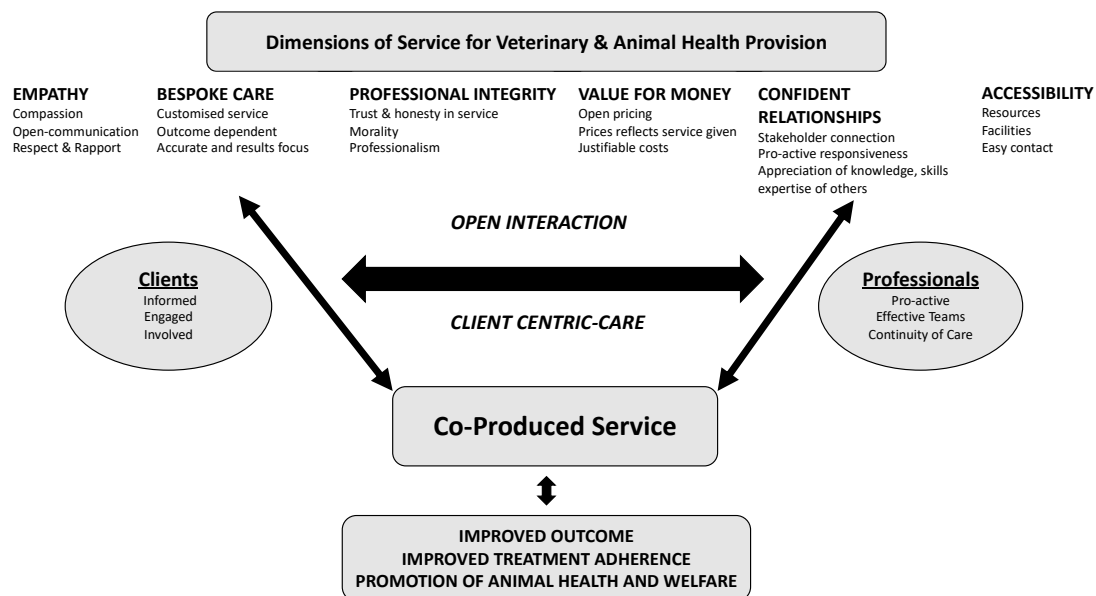 Dimensions of Service for Veterinary & Animal Health Provision
EMPATHY
Compassion
Open-communication
Respect & Rapport
BESPOKE CARE
Customised service
Outcome dependent
Accurate and results focus
PROFESSIONAL INTEGRITY
Trust & honesty in service
Morality
Professionalism
VALUE FOR MONEY
Open pricing
Prices reflects service given
Justifiable costs
CONFIDENT
RELATIONSHIPS
Stakeholder connection
Pro-active responsiveness
Appreciation of knowledge, skills
expertise of others
ACCESSIBILITY
Resources
Facilities
Easy contact
OPEN INTERACTION
Clients
Informed
Engaged
Involved
CLIENT CENTRIC-CARE
Professionals
Pro-active
Effective Teams
Continuity of Care
Co-Produced Service
IMPROVED OUTCOME
IMPROVED TREATMENT ADHERENCE
PROMOTION OF ANIMAL HEALTH AND WELFARE